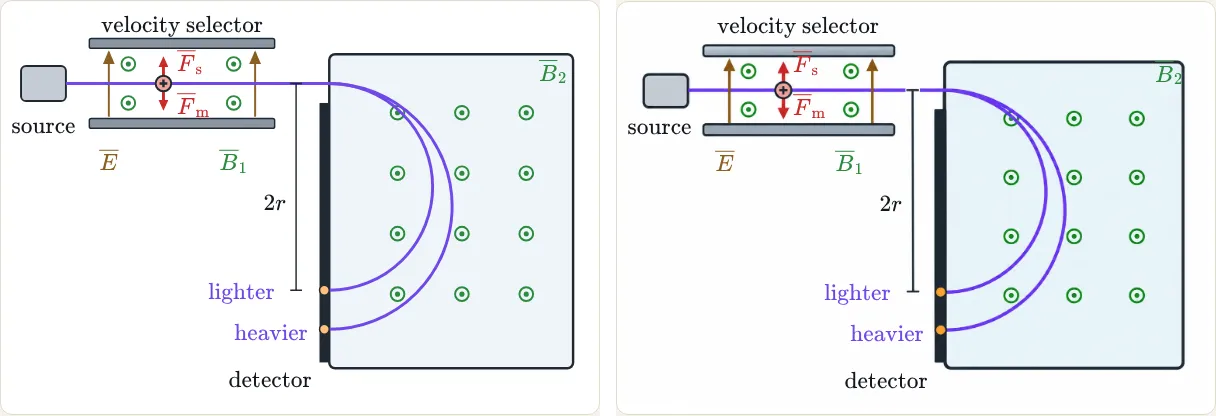 velocity selector
F̅ₛ
B̅₂
F̅ₘ
source
E̅
B̅₁
2r
lighter
heavier
detector
velocity selector
F̅ₛ
B̅₂
F̅ₘ
source
E̅
B̅₁
2r
lighter
heavier
detector